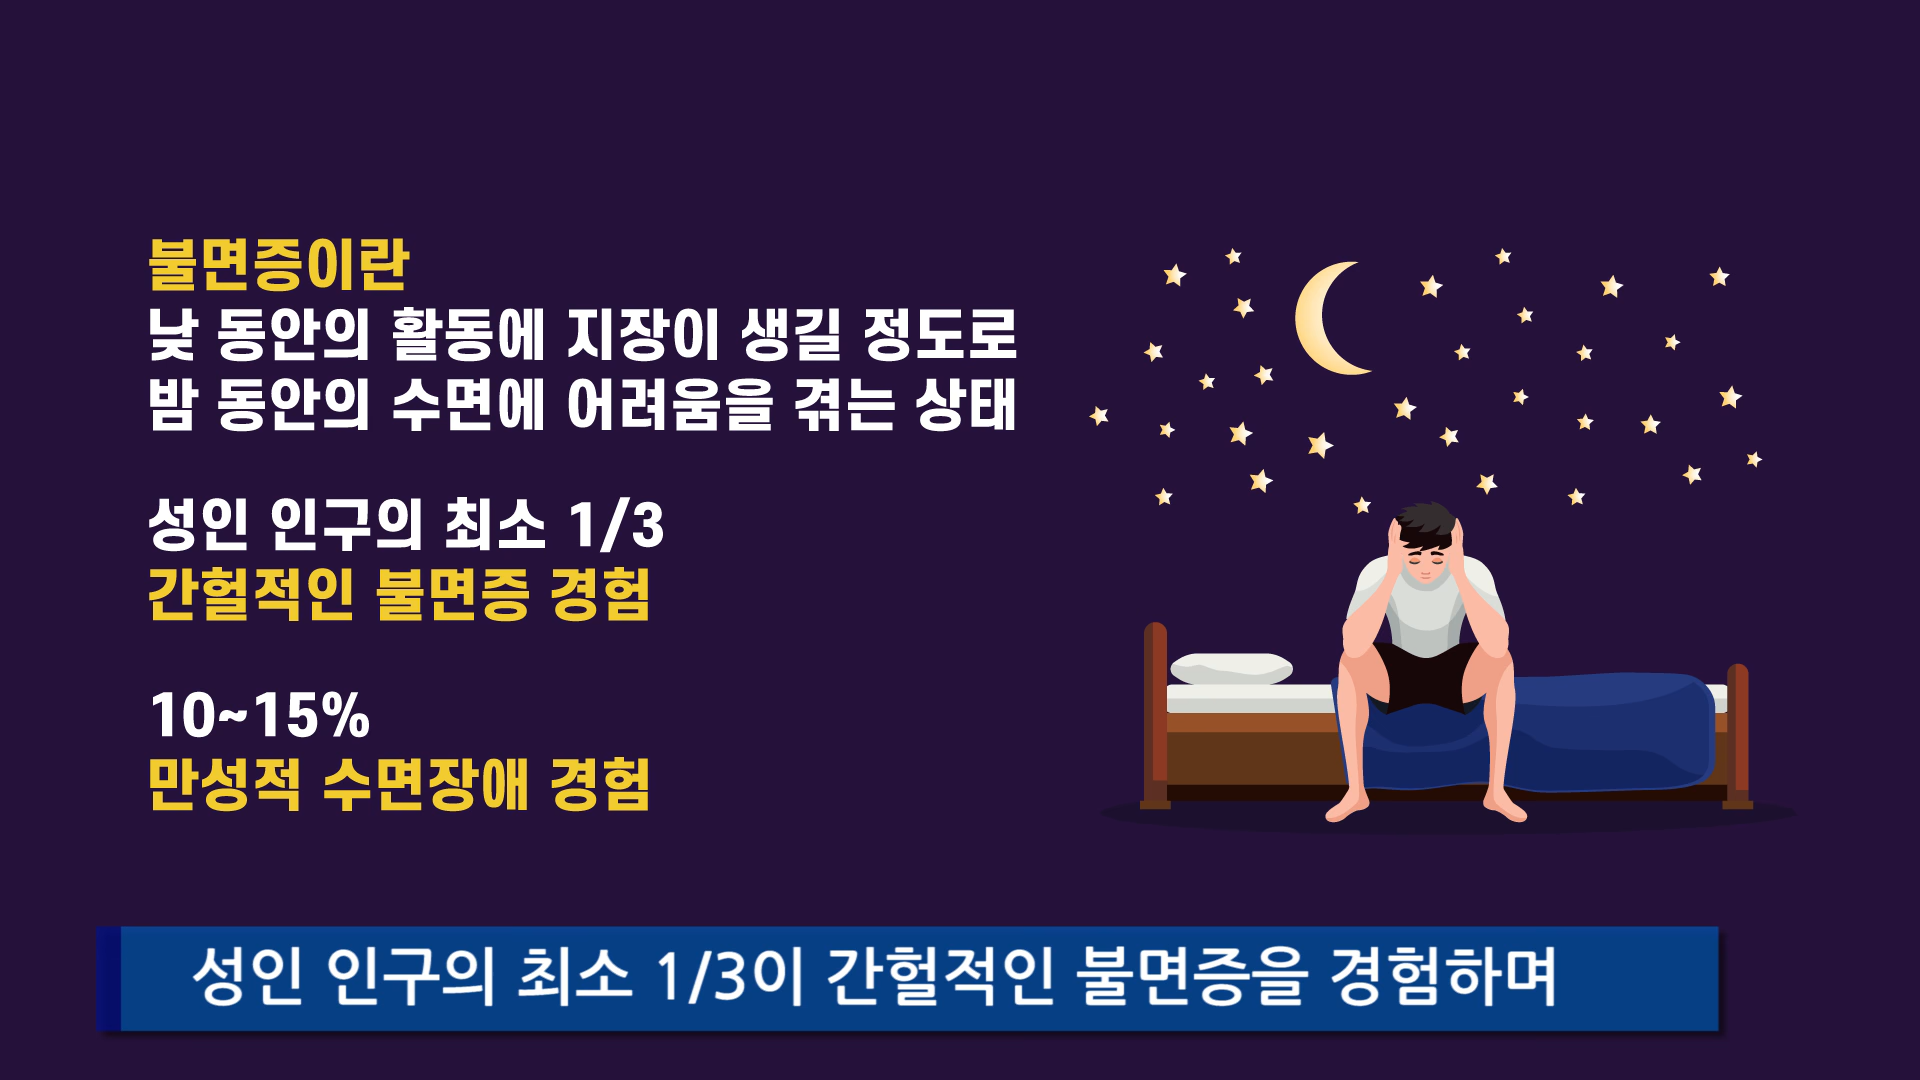 불면증이란
낮 동안의 활동에 지장이 생길 정도로
밤 동안의 수면에 어려움을 겪는 상태
성인 인구의 최소 1/3
간헐적인 불면증 경험
10~15%
만성적 수면장애 경험
성인 인구의 최소 1/3이 간헐적인 불면증을 경험하며